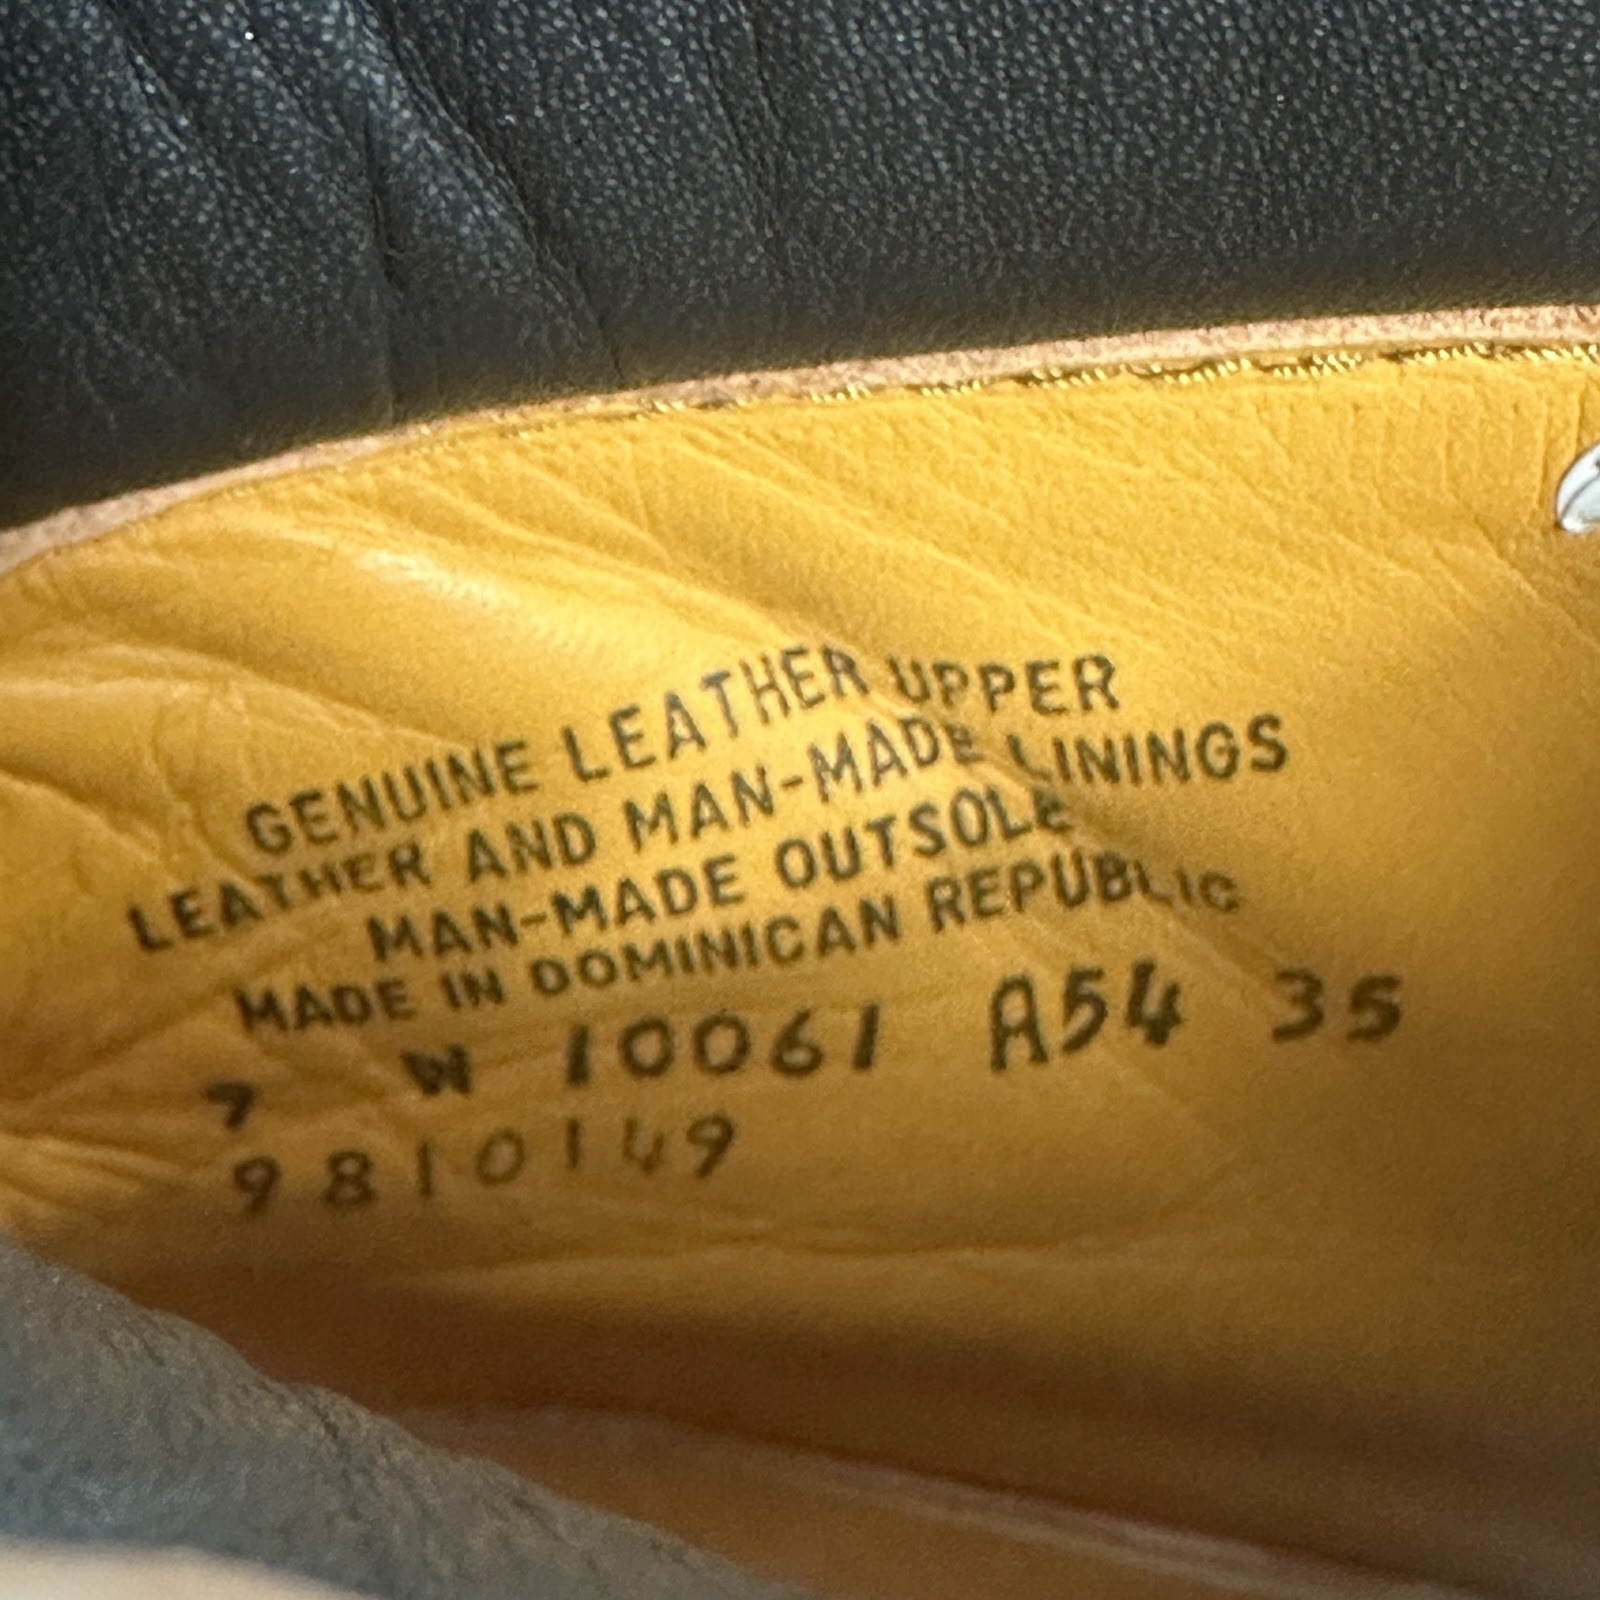 GENUINE LEATHER UPPER
LEATHER AND MAN-MADE LININGS
MAN-MADE OUTSOLE
MADE IN DOMINICAN REPUBLIC
7 W 10061 A54 35
9810149